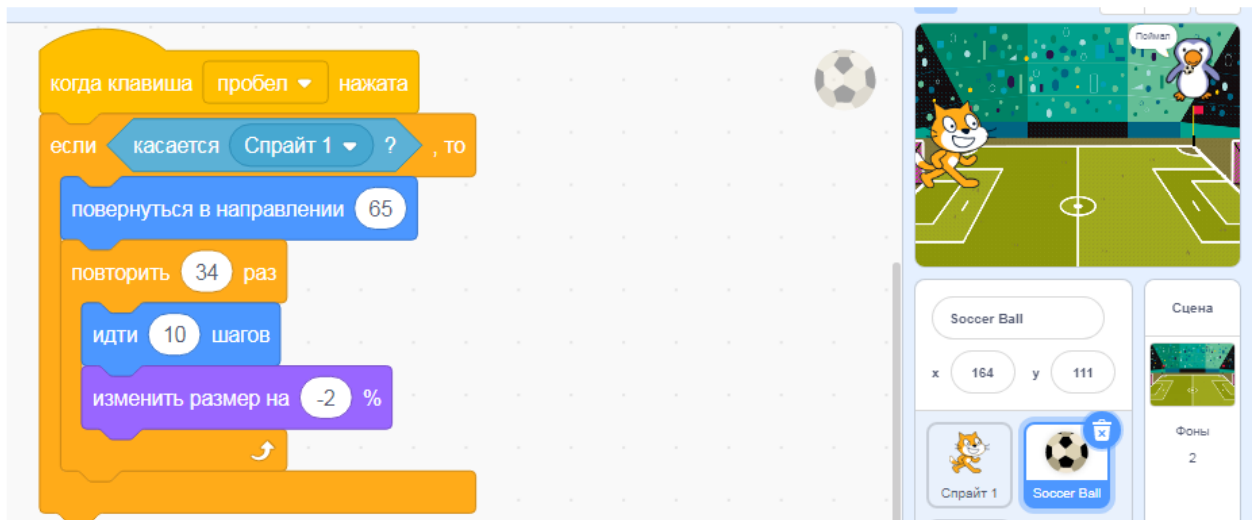 когда клавиша пробел нажата
если касается Спрайт 1 ? , то
повернуться в направлении 65
повторить 34 раз
идти 10 шагов
изменить размер на -2 %
Поймал
Soccer Ball
x 164 y 111
Спрайт 1
Soccer Ball
Сцена
Фоны
2